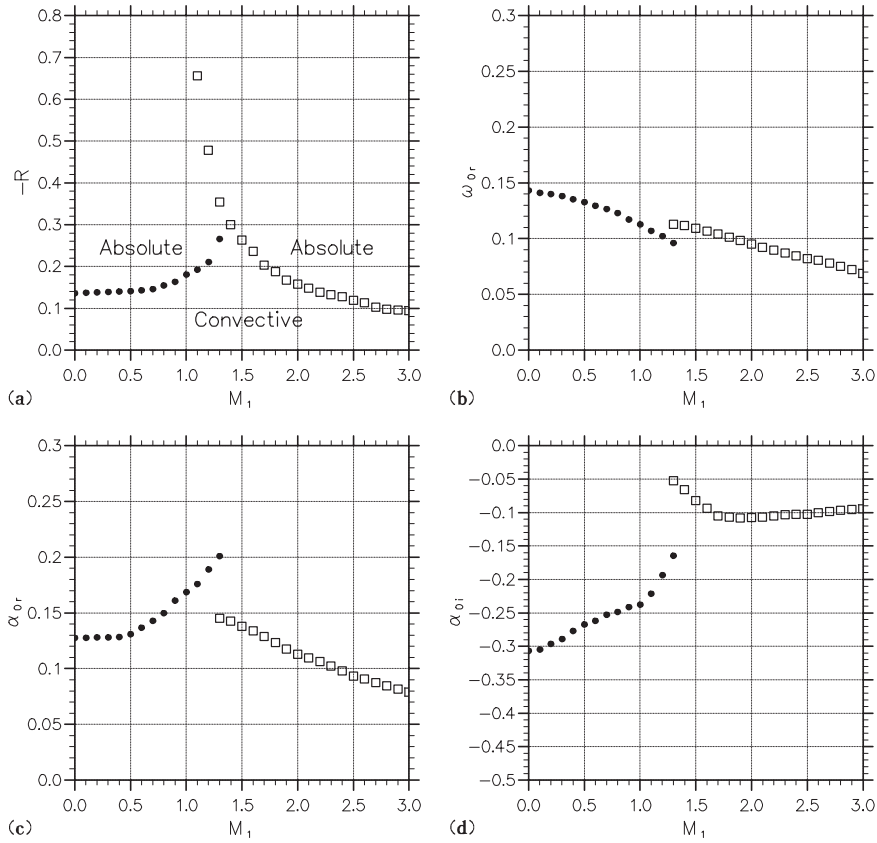 0.8
0.7
0.6
0.5
0.4
0.3
0.2
0.1
0.0
−R
Absolute
Absolute
Convective
0.0 0.5 1.0 1.5 2.0 2.5 3.0
(a) M₁
0.3
0.25
0.2
0.15
0.1
0.05
0.0
ω₀ᵣ
0.0 0.5 1.0 1.5 2.0 2.5 3.0
(b) M₁
0.3
0.25
0.2
0.15
0.1
0.05
0.0
α₀ᵣ
0.0 0.5 1.0 1.5 2.0 2.5 3.0
(c) M₁
0.0
−0.05
−0.1
−0.15
−0.2
−0.25
−0.3
−0.35
−0.4
−0.45
−0.5
α₀ᵢ
0.0 0.5 1.0 1.5 2.0 2.5 3.0
(d) M₁